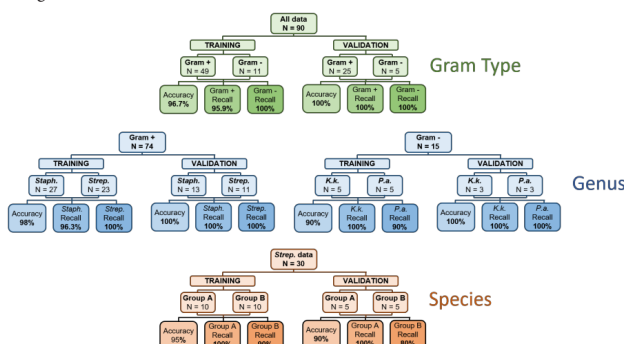 All data
N = 90
TRAINING VALIDATION
Gram + Gram - Gram + Gram -
N = 49 N = 11 N = 25 N = 5
Gram Type
Accuracy Gram + Gram - Accuracy Gram + Gram -
96.7% Recall Recall 100% Recall Recall
95.9% 100% 100% 100%
Gram + Gram -
N = 74 N = 15
TRAINING VALIDATION TRAINING VALIDATION
Staph. Strep. Staph. Strep. K.k. P.a. K.k. P.a.
N = 27 N = 23 N = 13 N = 11 N = 5 N = 5 N = 3 N = 3
Genus
Accuracy Staph. Strep. Accuracy Staph. Strep. Accuracy K.k. P.a. Accuracy K.k. P.a.
98% Recall Recall 100% Recall Recall 90% Recall Recall 100% Recall Recall
96.3% 100% 100% 100% 100% 90% 100% 100%
Strep. data
N = 30
TRAINING VALIDATION
Group A Group B Group A Group B
N = 10 N = 10 N = 5 N = 5
Species
Accuracy Group A Group B Accuracy Group A Group B
95% Recall Recall 90% Recall Recall